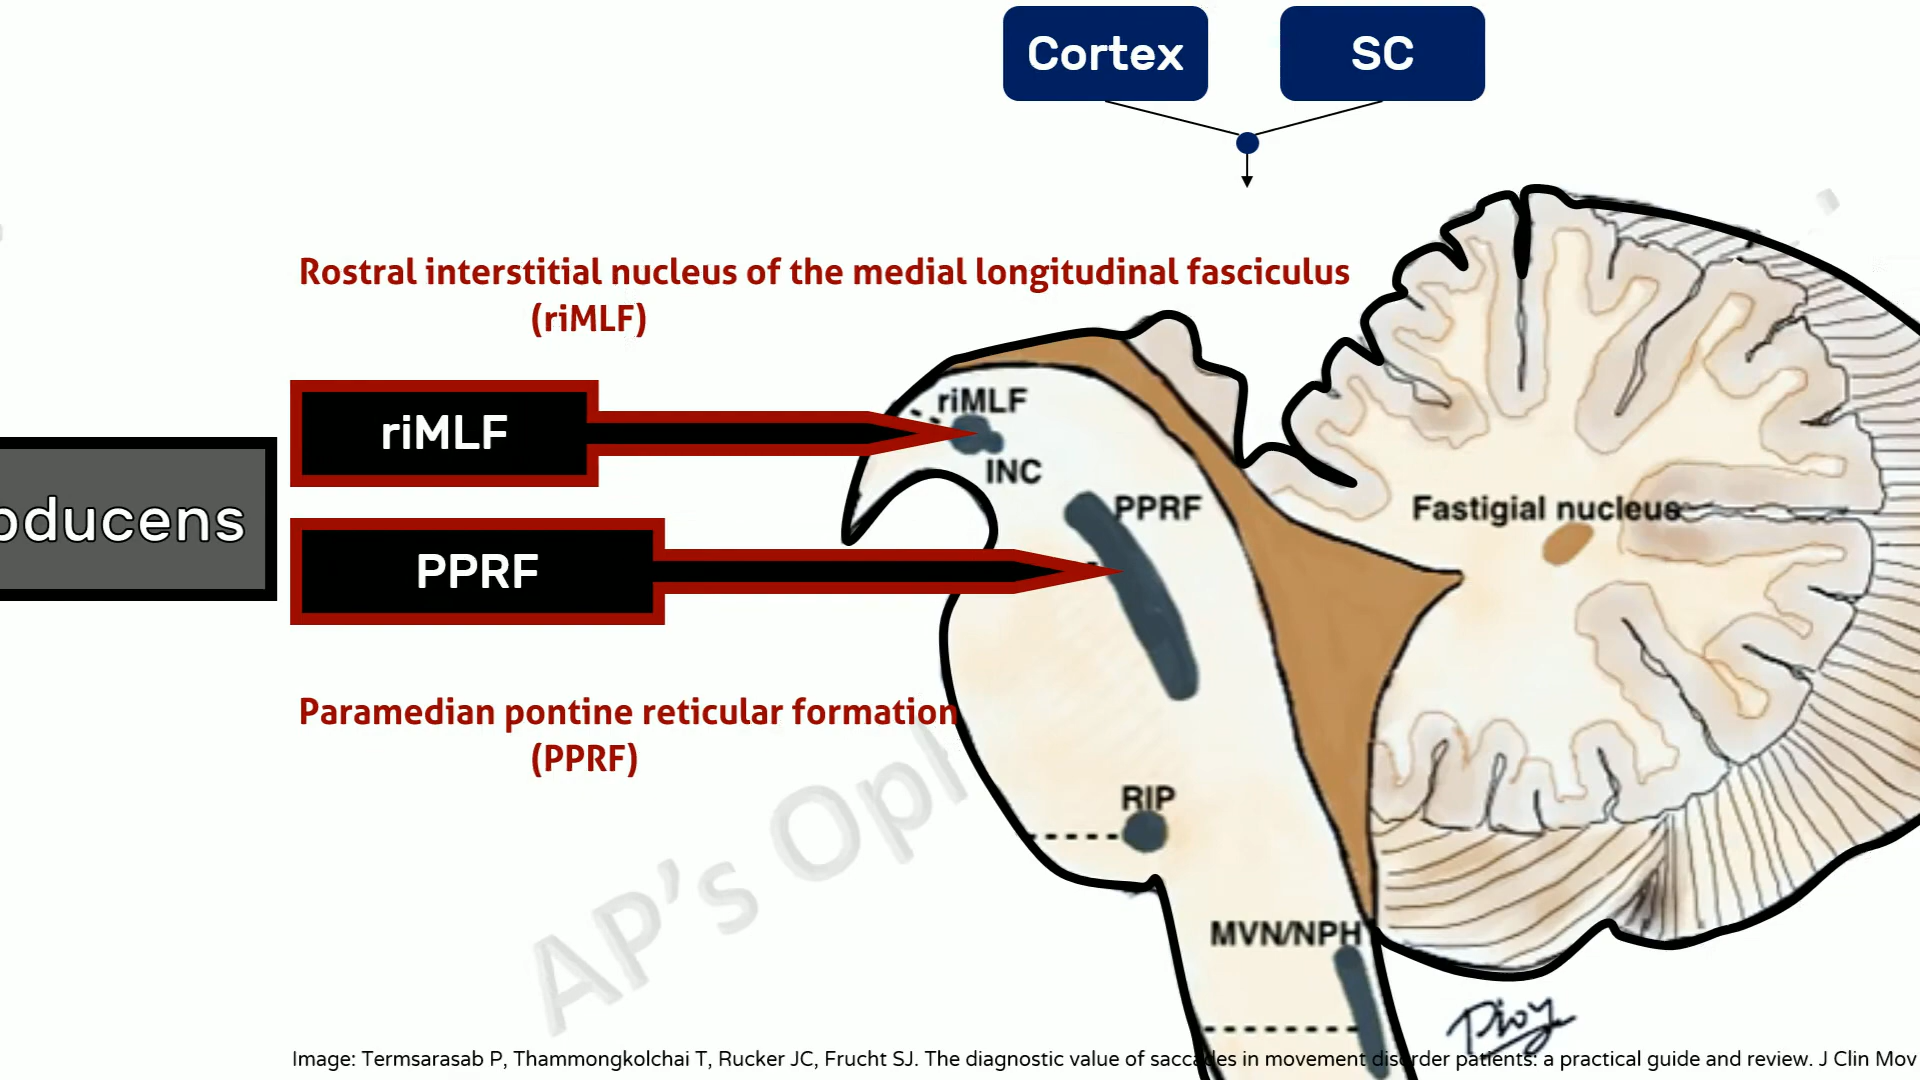 Cortex
SC
Rostral interstitial nucleus of the medial longitudinal fasciculus
(riMLF)
riMLF
riMLF
INC
PPRF
Fastigial nucleus
oducens
PPRF
Paramedian pontine reticular formation
(PPRF)
RIP
AP's Opl
MVN/NPH
Image: Termsarasab P, Thammongkolchai T, Rucker JC, Frucht SJ. The diagnostic value of saccades in movement disorder patients: a practical guide and review. J Clin Mov